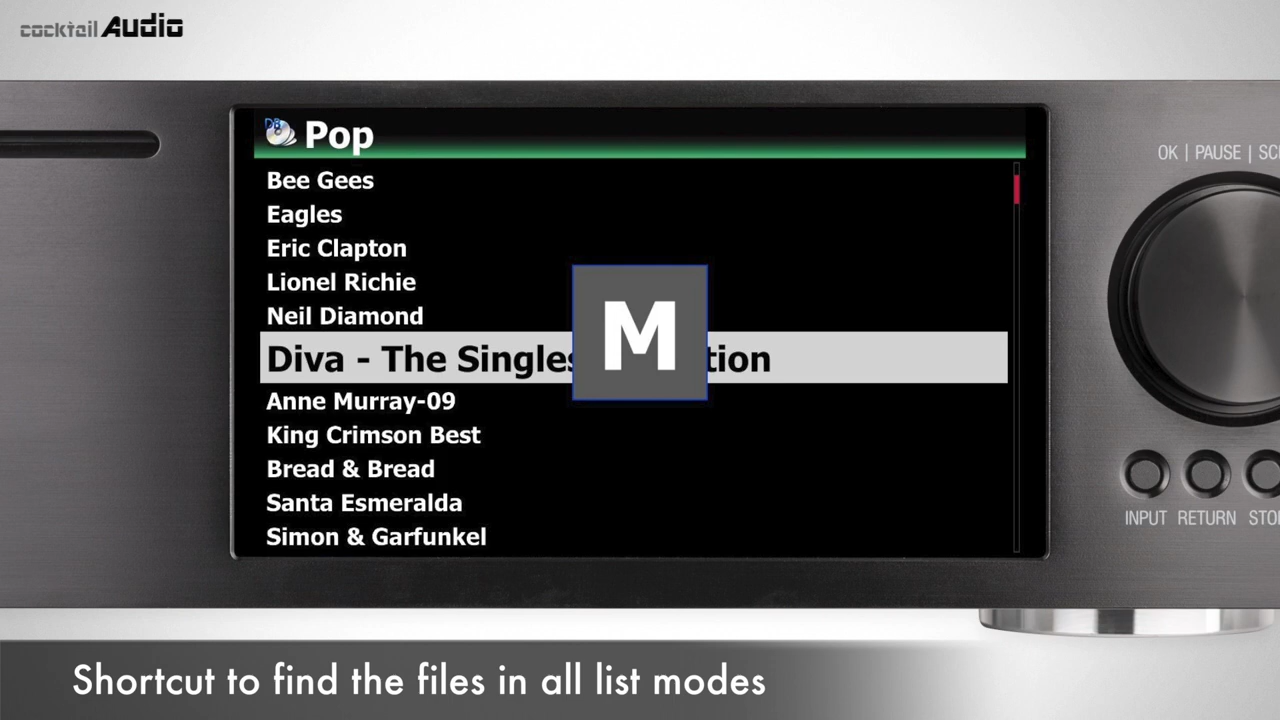 cocktail Audio
Pop
OK | PAUSE |
Bee Gees
Eagles
Eric Clapton
Lionel Richie
Neil Diamond
M
Diva - The Singles
Anne Murray-09
King Crimson Best
Bread & Bread
Santa Esmeralda
Simon & Garfunkel
INPUT RETURN
Shortcut to find the files in all list modes